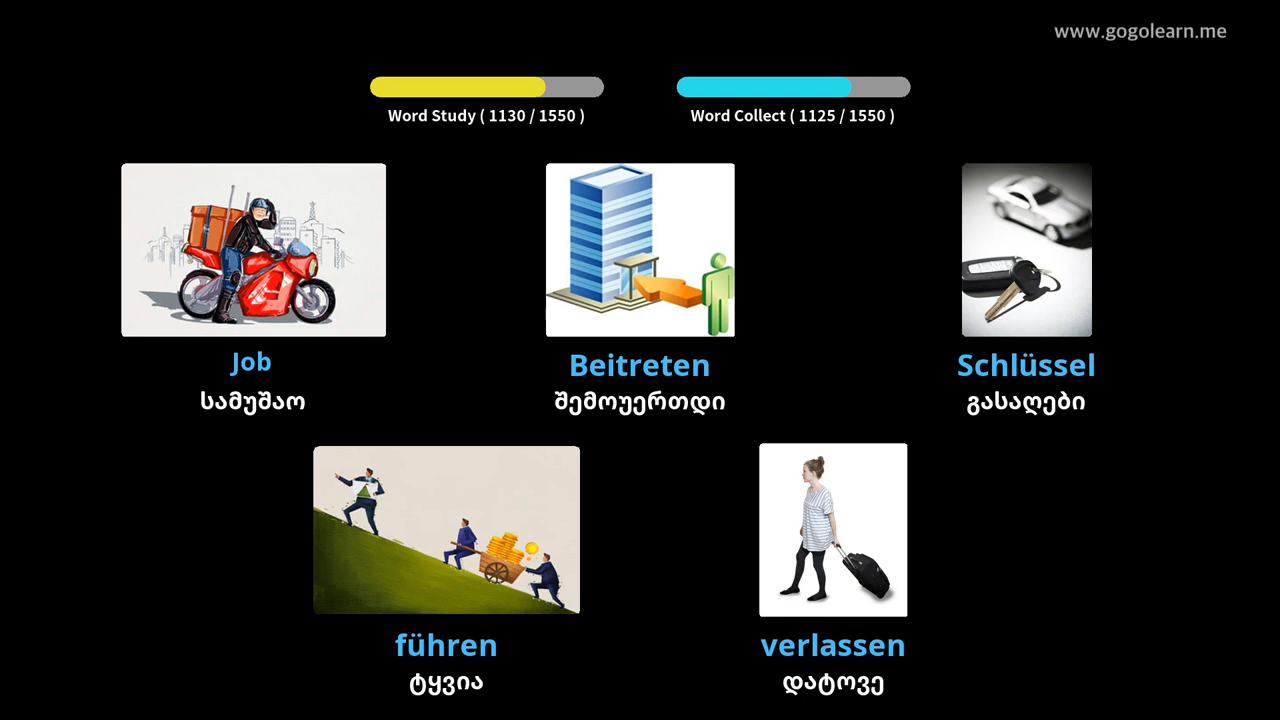 www.gogolearn.me
Word Study ( 1130 / 1550 )
Word Collect ( 1125 / 1550 )
Job
Beitreten
Schlüssel
სამუშაო
შემოუერთდი
გასაღები
führen
verlassen
ტყვია
დატოვე